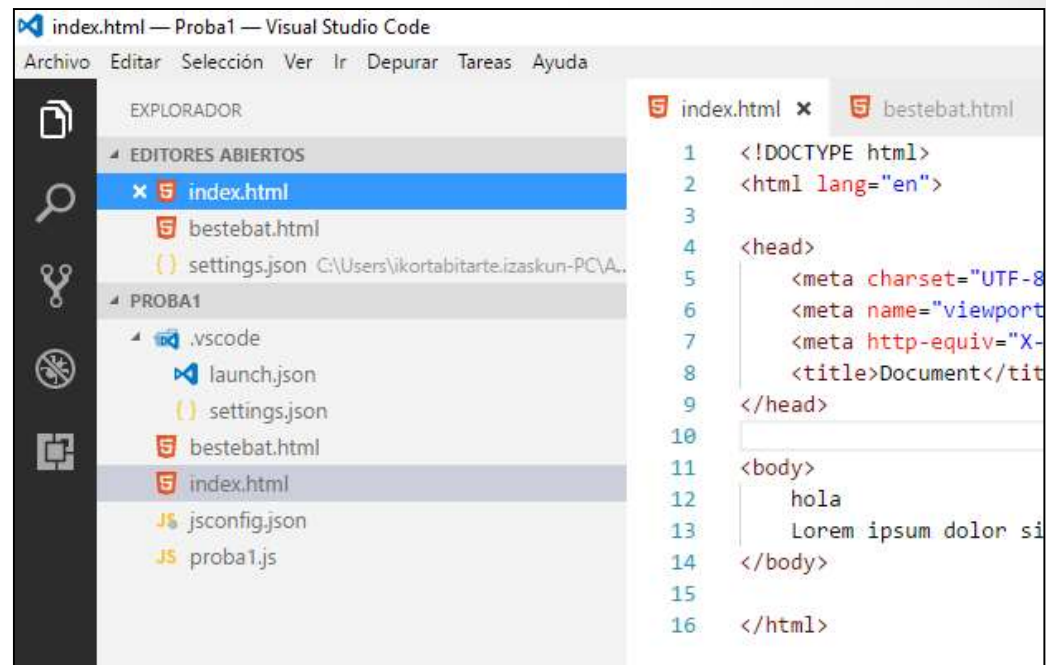 index.html — Proba1 — Visual Studio Code
Archivo Editar Selección Ver Ir Depurar Tareas Ayuda
EXPLORADOR
EDITORES ABIERTOS
index.html
bestebat.html
settings.json C:\Users\ikortabitarte.izaskun-PC\A..
PROBA1
.vscode
launch.json
settings.json
bestebat.html
index.html
JS jsconfig.json
JS proba1.js
index.html bestebat.html
1 <!DOCTYPE html>
2 <html lang="en">
3
4 <head>
5 <meta charset="UTF-8
6 <meta name="viewport
7 <meta http-equiv="X-
8 <title>Document</tit
9 </head>
10
11 <body>
12 hola
13 Lorem ipsum dolor si
14 </body>
15
16 </html>